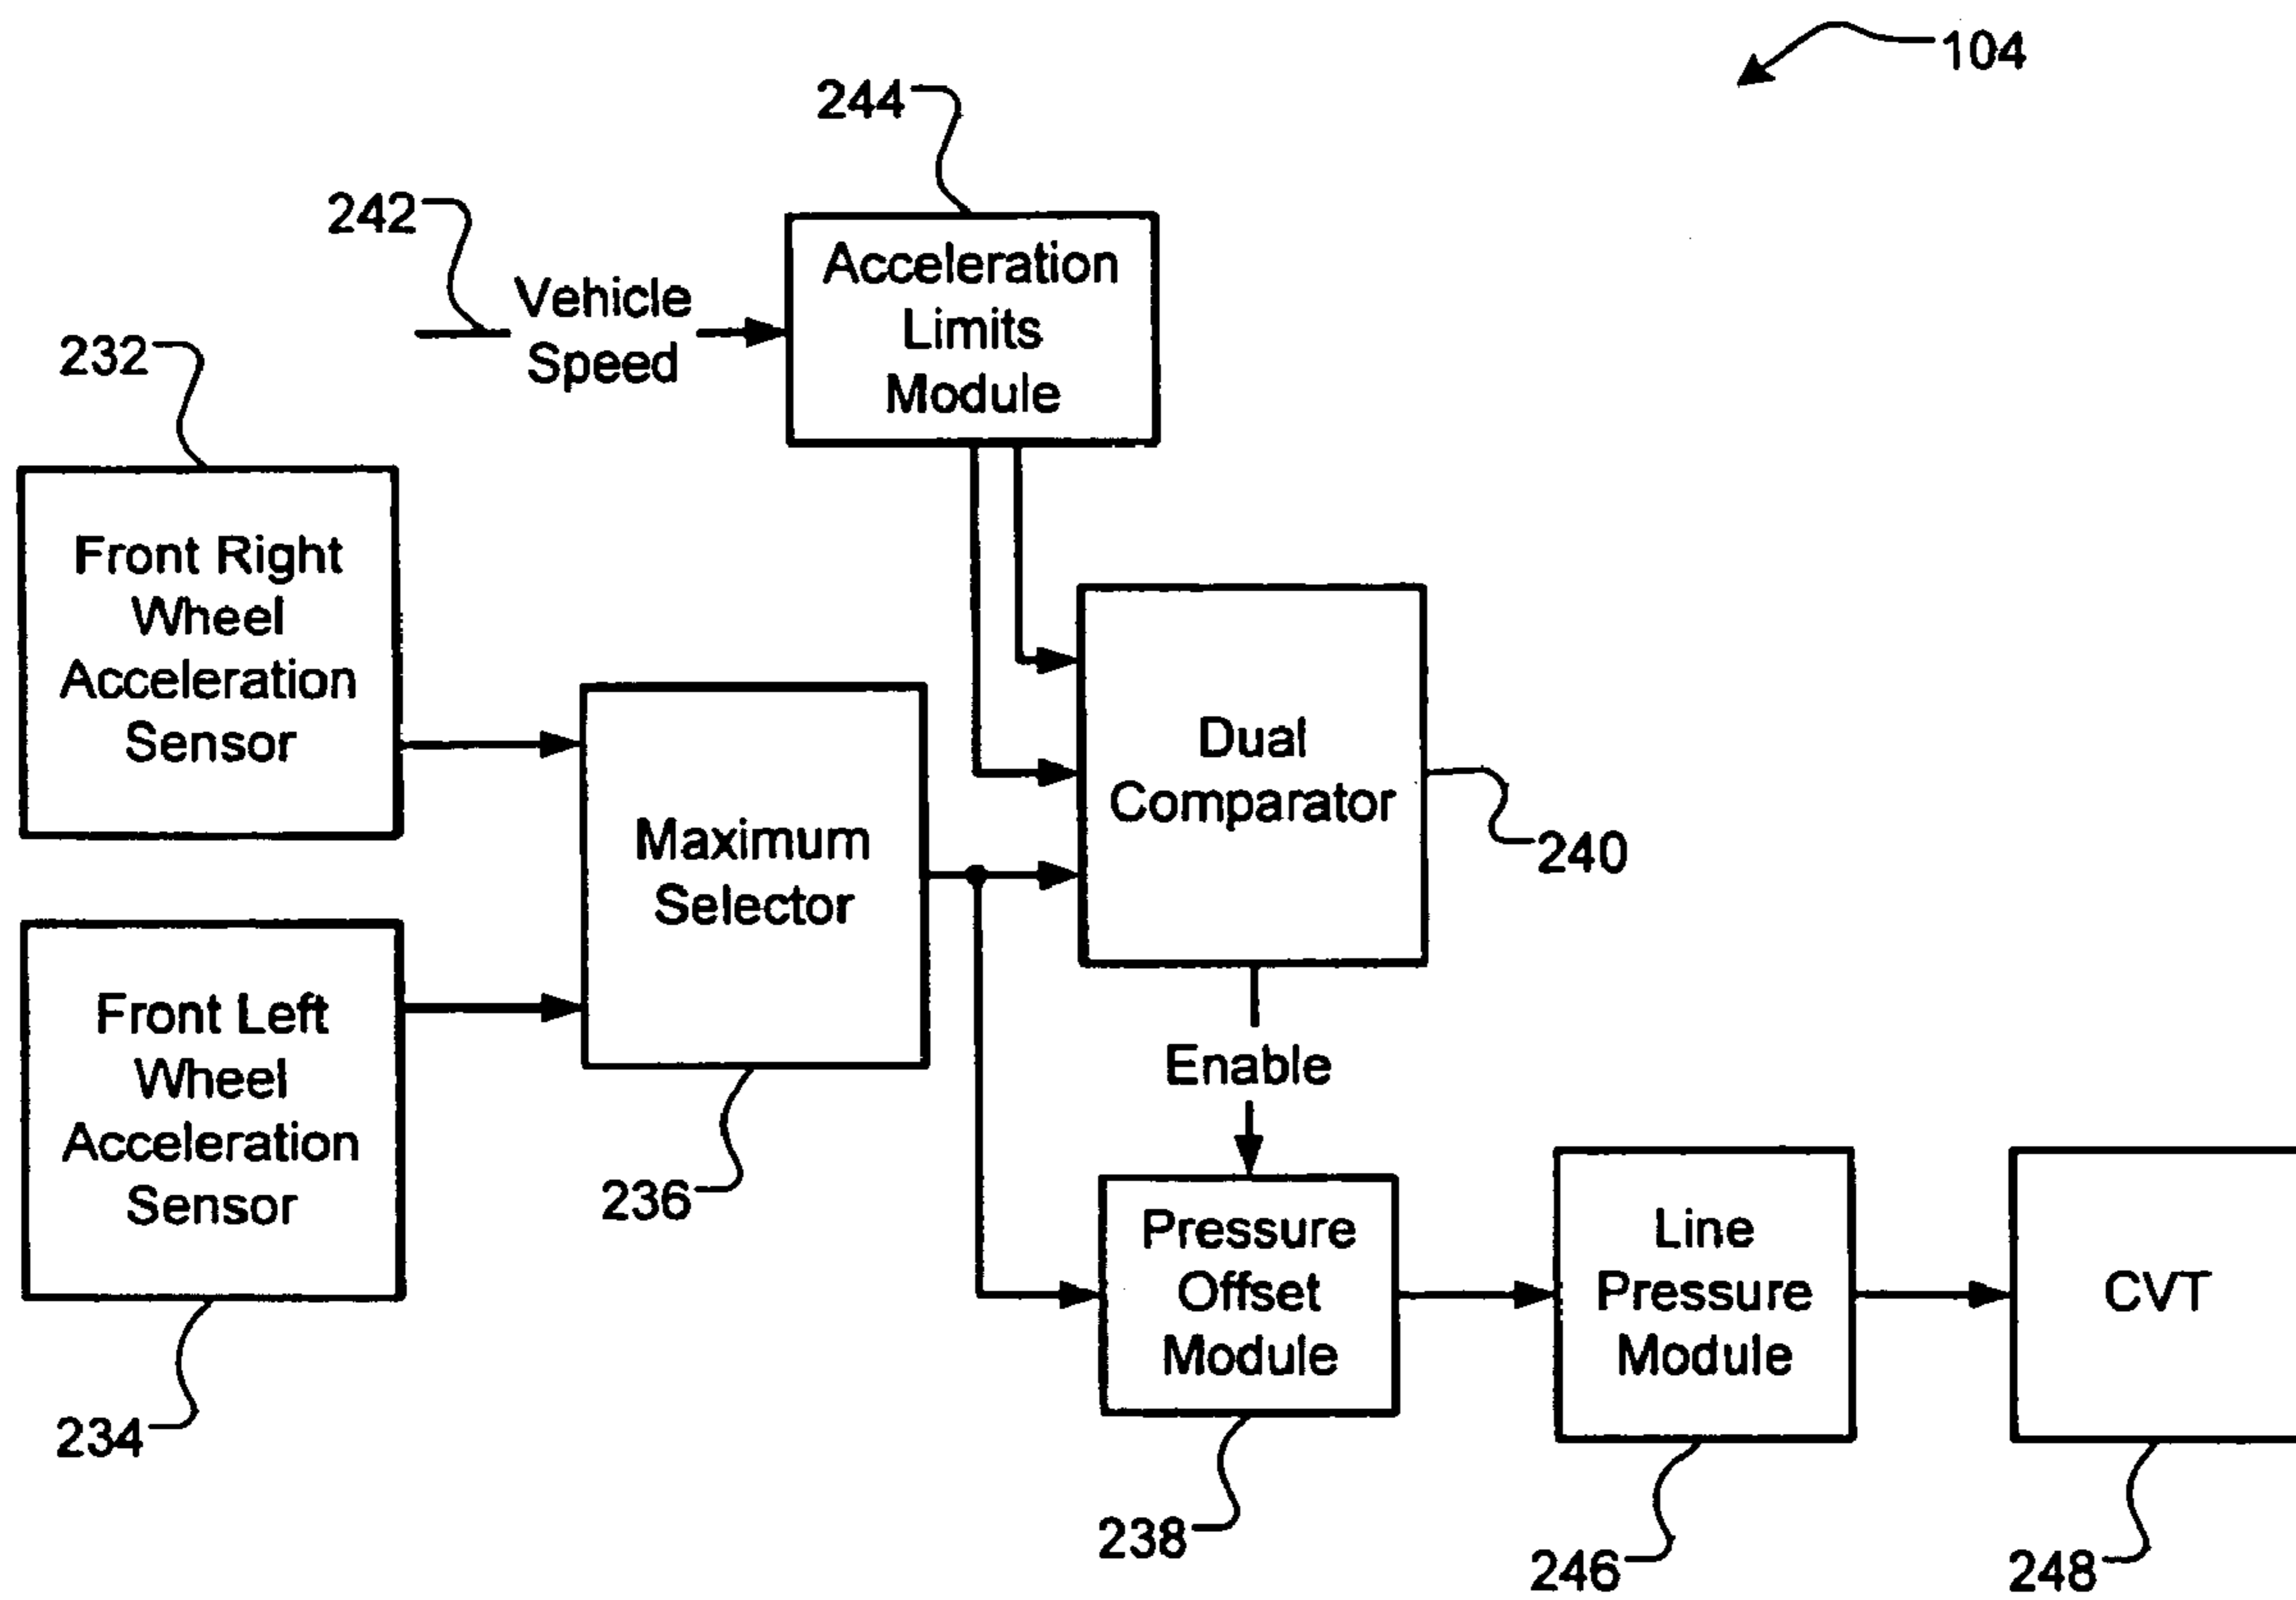 104
244
242
Acceleration
Limits
Module
Vehicle
Speed
232
Front Right
Wheel
Acceleration
Sensor
Dual
Comparator
240
Maximum
Selector
Front Left
Wheel
Acceleration
Sensor
Enable
236
234
Pressure
Offset
Module
Line
Pressure
Module
CVT
238
246
248